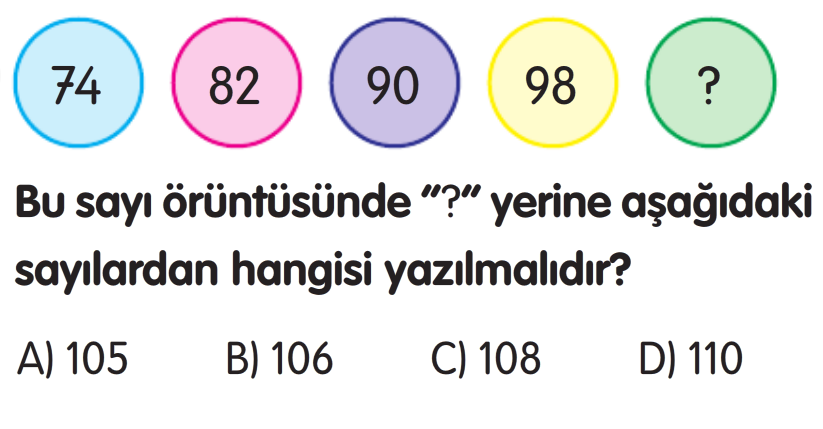 74 82 90 98 ?
Bu sayı örüntüsünde "?" yerine aşağıdaki
sayılardan hangisi yazılmalıdır?
A) 105 B) 106 C) 108 D) 110